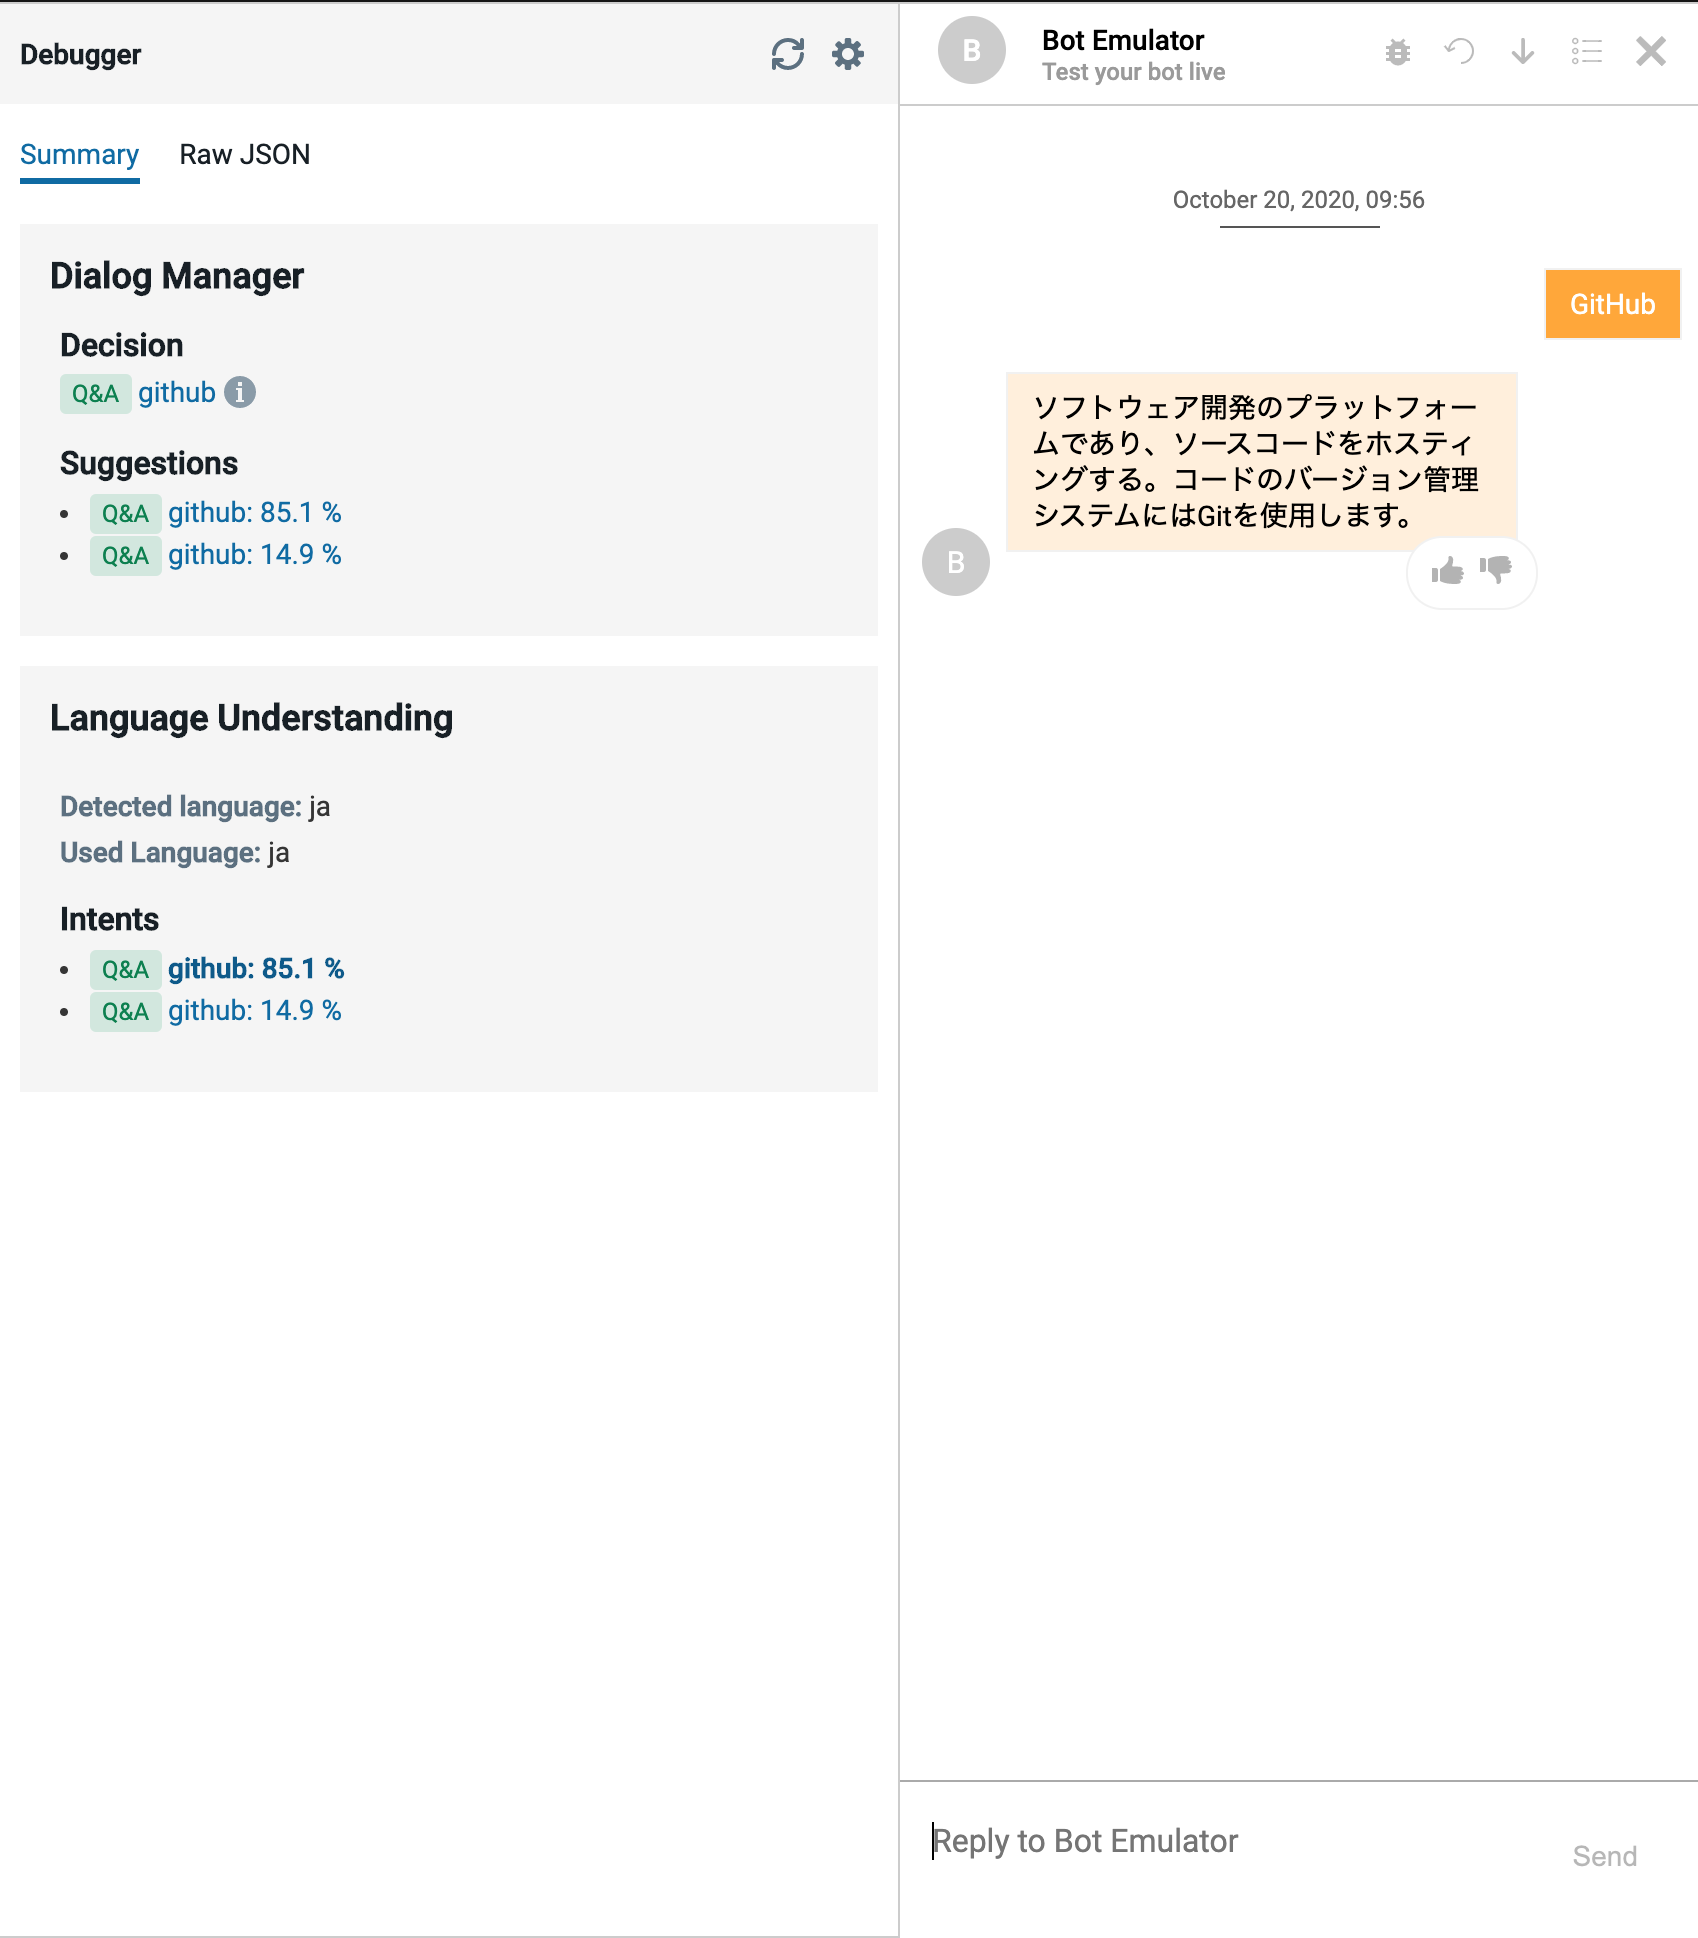 Debugger
Summary
Raw JSON
Dialog Manager
Decision
Q&A github
Suggestions
Q&A github: 85.1 %
Q&A github: 14.9 %
Language Understanding
Detected language: ja
Used Language: ja
Intents
Q&A github: 85.1 %
Q&A github: 14.9 %
B
Bot Emulator
Test your bot live
October 20, 2020, 09:56
GitHub
ソフトウェア開発のプラットフォー
ムであり、ソースコードをホスティ
ングする。コードのバージョン管理
システムにはGitを使用します。
B
Reply to Bot Emulator
Send